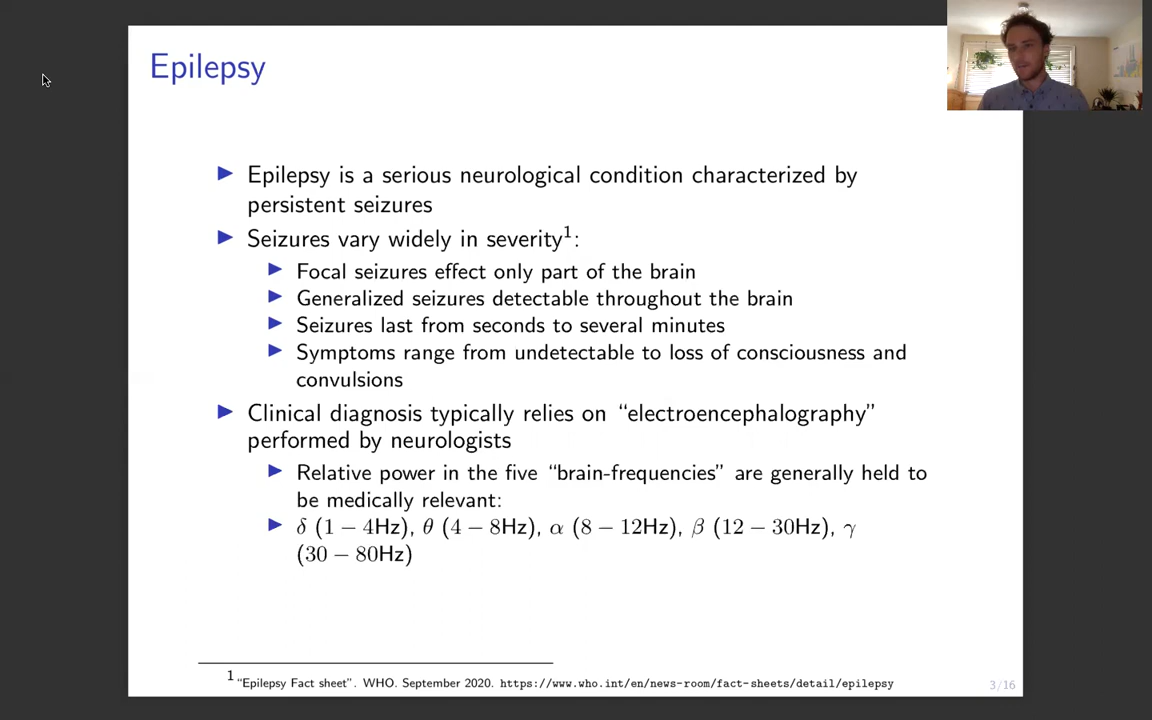 Epilepsy
▶ Epilepsy is a serious neurological condition characterized by
persistent seizures
▶ Seizures vary widely in severity¹:
▶ Focal seizures effect only part of the brain
▶ Generalized seizures detectable throughout the brain
▶ Seizures last from seconds to several minutes
▶ Symptoms range from undetectable to loss of consciousness and
convulsions
▶ Clinical diagnosis typically relies on “electroencephalography”
performed by neurologists
▶ Relative power in the five “brain-frequencies” are generally held to
be medically relevant:
▶ δ (1 − 4Hz), θ (4 − 8Hz), α (8 − 12Hz), β (12 − 30Hz), γ
(30 − 80Hz)
¹“Epilepsy Fact sheet”. WHO. September 2020. https://www.who.int/en/news-room/fact-sheets/detail/epilepsy
3/16